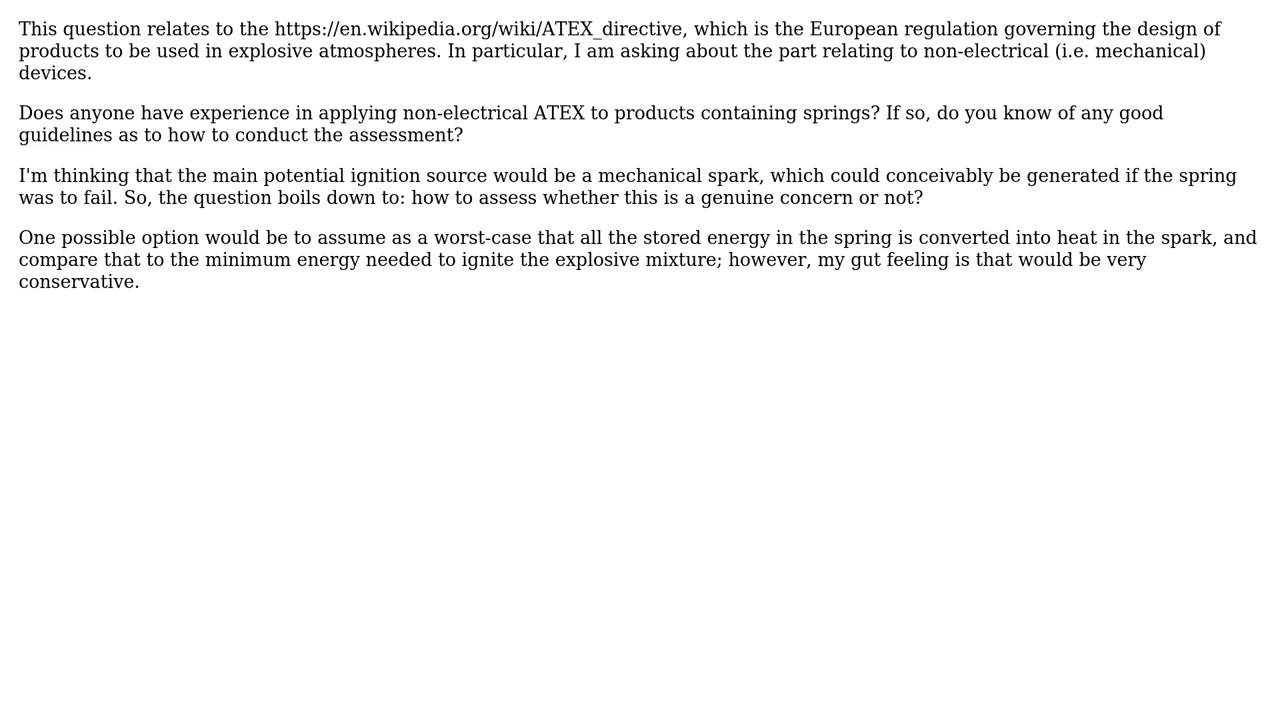 This question relates to the https://en.wikipedia.org/wiki/ATEX_directive, which is the European regulation governing the design of
products to be used in explosive atmospheres. In particular, I am asking about the part relating to non-electrical (i.e. mechanical)
devices.
Does anyone have experience in applying non-electrical ATEX to products containing springs? If so, do you know of any good
guidelines as to how to conduct the assessment?
I'm thinking that the main potential ignition source would be a mechanical spark, which could conceivably be generated if the spring
was to fail. So, the question boils down to: how to assess whether this is a genuine concern or not?
One possible option would be to assume as a worst-case that all the stored energy in the spring is converted into heat in the spark, and
compare that to the minimum energy needed to ignite the explosive mixture; however, my gut feeling is that would be very
conservative.